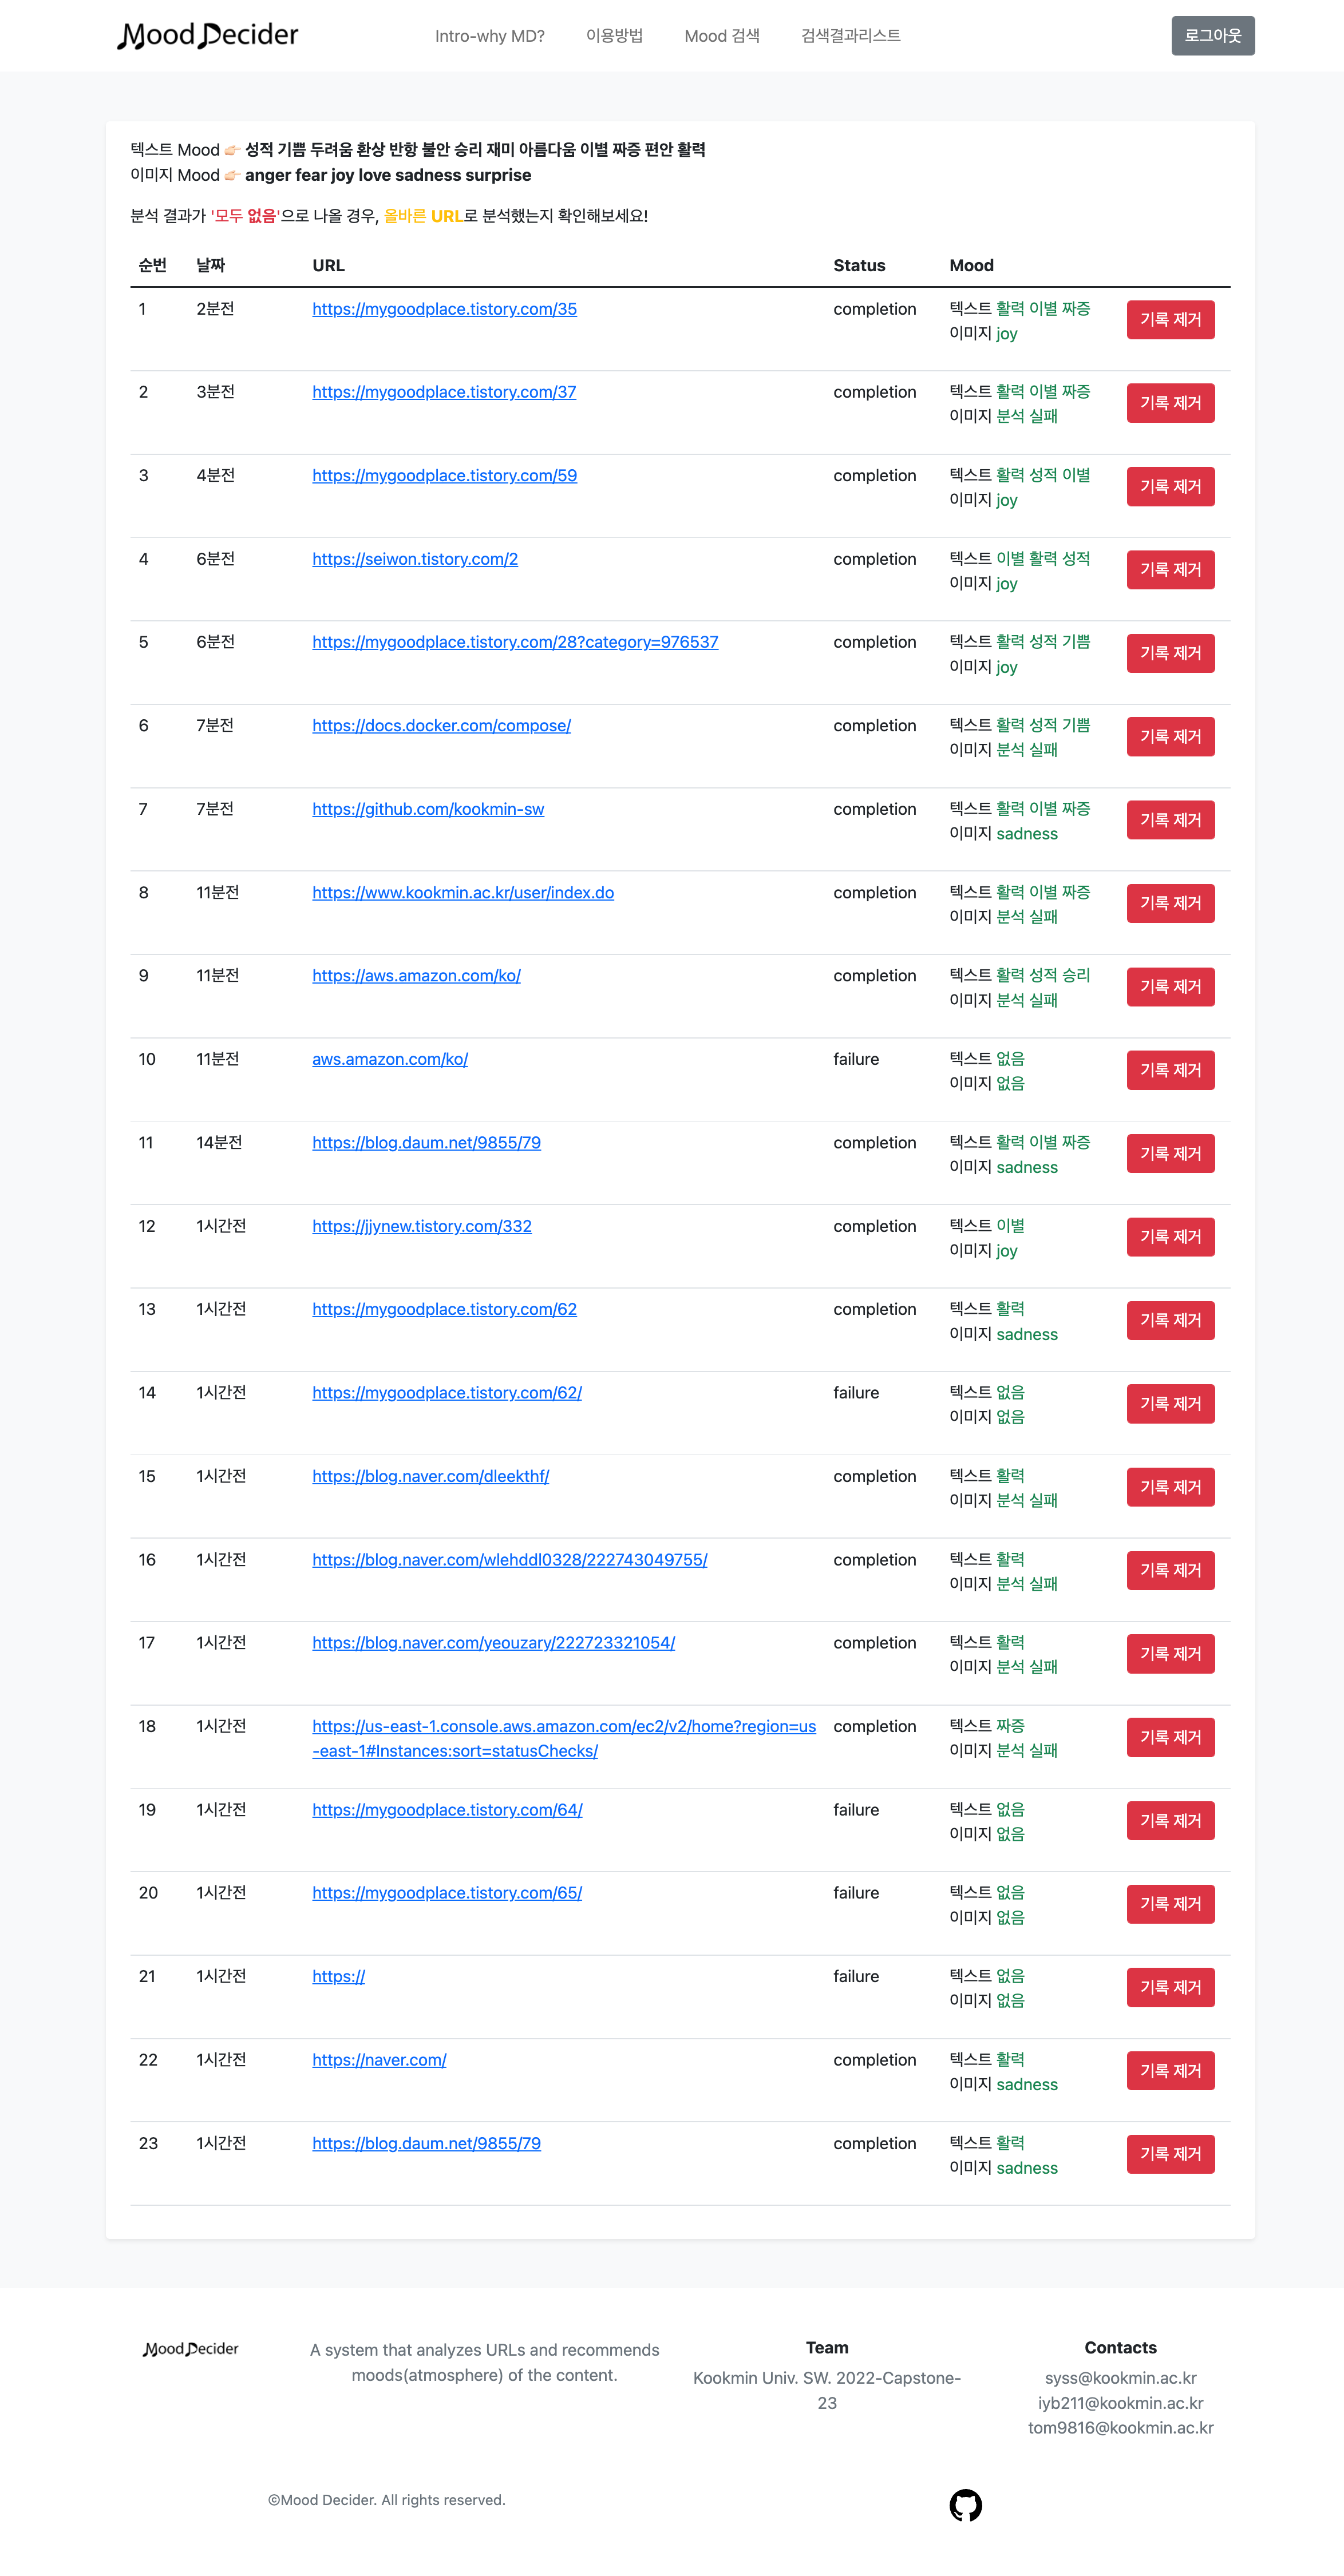 Mood Decider Intro-why MD? 이용방법 Mood 검색 검색결과리스트 로그아웃
텍스트 Mood 👉🏻 성적 기쁨 두려움 환상 반항 불안 승리 재미 아름다움 이별 짜증 편안 활력
이미지 Mood 👉🏻 anger fear joy love sadness surprise
분석 결과가 '모두 없음'으로 나올 경우, 올바른 URL로 분석했는지 확인해보세요!
순번 날짜 URL Status Mood
1 2분전 https://mygoodplace.tistory.com/35 completion 텍스트 활력 이별 짜증
이미지 joy
기록 제거
2 3분전 https://mygoodplace.tistory.com/37 completion 텍스트 활력 이별 짜증
이미지 분석 실패
기록 제거
3 4분전 https://mygoodplace.tistory.com/59 completion 텍스트 활력 성적 이별
이미지 joy
기록 제거
4 6분전 https://seiwon.tistory.com/2 completion 텍스트 이별 활력 성적
이미지 joy
기록 제거
5 6분전 https://mygoodplace.tistory.com/28?category=976537 completion 텍스트 활력 성적 기쁨
이미지 joy
기록 제거
6 7분전 https://docs.docker.com/compose/ completion 텍스트 활력 성적 기쁨
이미지 분석 실패
기록 제거
7 7분전 https://github.com/kookmin-sw completion 텍스트 활력 이별 짜증
이미지 sadness
기록 제거
8 11분전 https://www.kookmin.ac.kr/user/index.do completion 텍스트 활력 이별 짜증
이미지 분석 실패
기록 제거
9 11분전 https://aws.amazon.com/ko/ completion 텍스트 활력 성적 승리
이미지 분석 실패
기록 제거
10 11분전 aws.amazon.com/ko/ failure 텍스트 없음
이미지 없음
기록 제거
11 14분전 https://blog.daum.net/9855/79 completion 텍스트 활력 이별 짜증
이미지 sadness
기록 제거
12 1시간전 https://jjynew.tistory.com/332 completion 텍스트 이별
이미지 joy
기록 제거
13 1시간전 https://mygoodplace.tistory.com/62 completion 텍스트 활력
이미지 sadness
기록 제거
14 1시간전 https://mygoodplace.tistory.com/62/ failure 텍스트 없음
이미지 없음
기록 제거
15 1시간전 https://blog.naver.com/dleekthf/ completion 텍스트 활력
이미지 분석 실패
기록 제거
16 1시간전 https://blog.naver.com/wlehddl0328/222743049755/ completion 텍스트 활력
이미지 분석 실패
기록 제거
17 1시간전 https://blog.naver.com/yeouzary/222723321054/ completion 텍스트 활력
이미지 분석 실패
기록 제거
18 1시간전 https://us-east-1.console.aws.amazon.com/ec2/v2/home?region=us completion 텍스트 짜증
-east-1#Instances:sort=statusChecks/ 이미지 분석 실패
기록 제거
19 1시간전 https://mygoodplace.tistory.com/64/ failure 텍스트 없음
이미지 없음
기록 제거
20 1시간전 https://mygoodplace.tistory.com/65/ failure 텍스트 없음
이미지 없음
기록 제거
21 1시간전 https:// failure 텍스트 없음
이미지 없음
기록 제거
22 1시간전 https://naver.com/ completion 텍스트 활력
이미지 sadness
기록 제거
23 1시간전 https://blog.daum.net/9855/79 completion 텍스트 활력
이미지 sadness
기록 제거
Mood Decider
A system that analyzes URLs and recommends
moods(atmosphere) of the content.
Team
Kookmin Univ. SW. 2022-Capstone-
23
Contacts
syss@kookmin.ac.kr
iyb211@kookmin.ac.kr
tom9816@kookmin.ac.kr
©Mood Decider. All rights reserved.